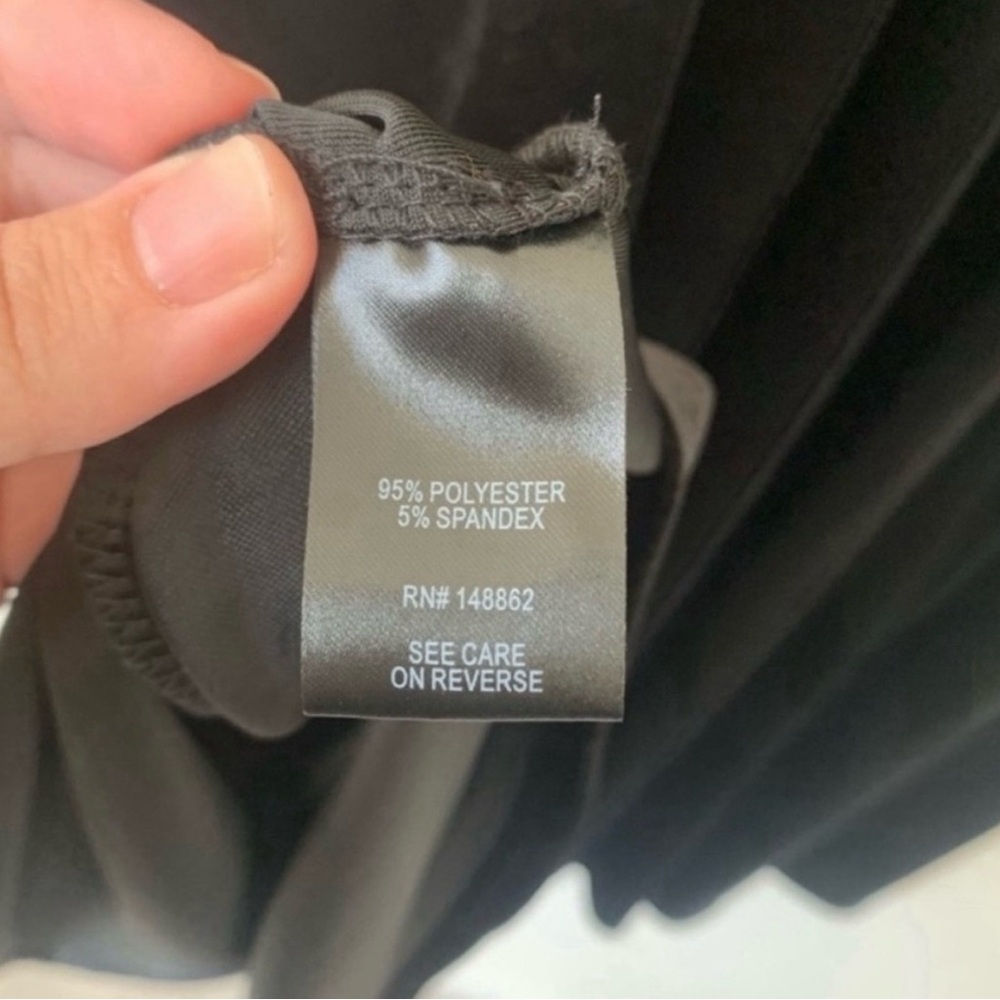 95% POLYESTER
5% SPANDEX
RN# 148862
SEE CARE
ON REVERSE